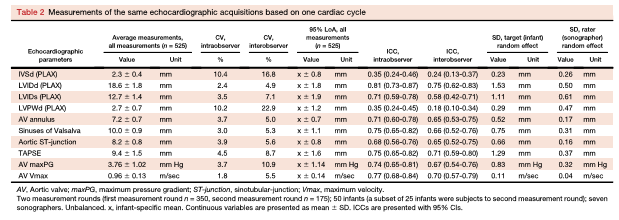 Table 2 Measurements of the same echocardiographic acquisitions based on one cardiac cycle
Echocardiographic parameters | Average measurements, all measurements (n = 525) | CV, intraobserver | CV, interobserver | 95% LoA, all measurements (n = 525) | ICC, intraobserver | ICC, interobserver | SD, target (infant) random effect | SD, rater (sonographer) random effect
Value Unit % % Value Unit Value Unit Value Unit
IVSd (PLAX) 2.3 ± 0.4 mm 10.4 16.8 x ± 0.8 mm 0.35 (0.24-0.46) 0.24 (0.13-0.37) 0.23 mm 0.26 mm
LVIDd (PLAX) 18.6 ± 1.8 mm 2.4 4.9 x ± 1.8 mm 0.81 (0.73-0.87) 0.75 (0.62-0.83) 1.53 mm 0.50 mm
LVIDs (PLAX) 12.7 ± 1.4 mm 3.5 7.1 x ± 1.9 mm 0.71 (0.59-0.78) 0.58 (0.42-0.71) 1.11 mm 0.61 mm
LVPWd (PLAX) 2.7 ± 0.7 mm 10.2 22.9 x ± 1.2 mm 0.35 (0.24-0.45) 0.18 (0.10-0.34) 0.29 mm 0.47 mm
AV annulus 7.2 ± 0.7 mm 3.7 5.0 x ± 0.7 mm 0.71 (0.60-0.78) 0.65 (0.53-0.75) 0.52 mm 0.17 mm
Sinuses of Valsalva 10.0 ± 0.9 mm 3.0 5.3 x ± 1.1 mm 0.75 (0.65-0.82) 0.66 (0.52-0.76) 0.75 mm 0.31 mm
Aortic ST-junction 8.2 ± 0.8 mm 3.9 5.6 x ± 0.8 mm 0.68 (0.56-0.76) 0.65 (0.52-0.75) 0.66 mm 0.16 mm
TAPSE 9.4 ± 1.5 mm 4.5 8.7 x ± 1.6 mm 0.75 (0.65-0.82) 0.71 (0.59-0.80) 1.29 mm 0.37 mm
AV maxPG 3.76 ± 1.02 mm Hg 3.7 10.9 x ± 1.14 mm Hg 0.74 (0.65-0.81) 0.67 (0.54-0.76) 0.83 mm Hg 0.32 mm Hg
AV Vmax 0.96 ± 0.13 m/sec 1.8 5.5 x ± 0.14 m/sec 0.77 (0.68-0.84) 0.70 (0.57-0.79) 0.11 m/sec 0.04 m/sec
AV, Aortic valve; maxPG, maximum pressure gradient; ST-junction, sinotubular-junction; Vmax, maximum velocity.
Two measurement rounds (first measurement round n = 350, second measurement round n = 175); 50 infants (a subset of 25 infants were subjects to second measurement round); seven
sonographers. Unbalanced. x, infant-specific mean. Continuous variables are presented as mean ± SD. ICCs are presented with 95% CIs.